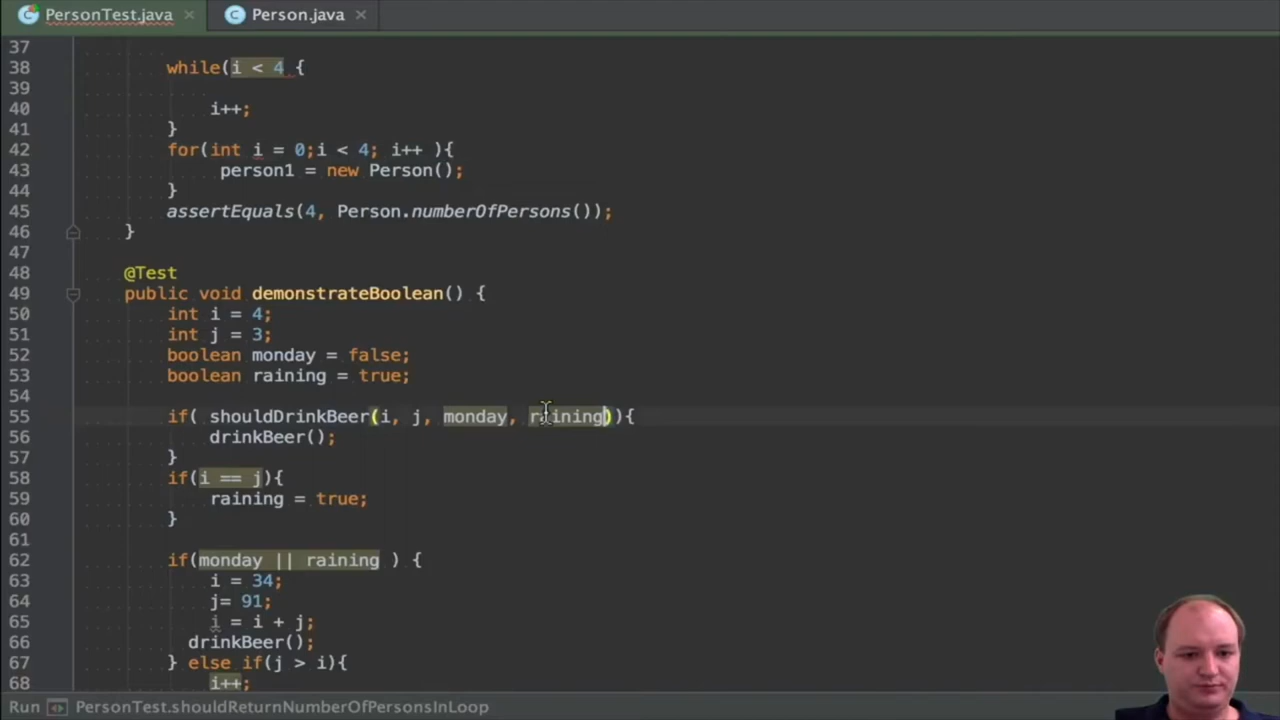 PersonTest.java × Person.java ×
37
38 while(i < 4 {
39
40 i++;
41 }
42 for(int i = 0;i < 4; i++ ){
43 person1 = new Person();
44 }
45 assertEquals(4, Person.numberOfPersons());
46 }
47
48 @Test
49 public void demonstrateBoolean() {
50 int i = 4;
51 int j = 3;
52 boolean monday = false;
53 boolean raining = true;
54
55 if( shouldDrinkBeer(i, j, monday, raining)){
56 drinkBeer();
57 }
58 if(i == j){
59 raining = true;
60 }
61
62 if(monday || raining ) {
63 i = 34;
64 j= 91;
65 i = i + j;
66 drinkBeer();
67 } else if(j > i){
68 i++;
Run PersonTest.shouldReturnNumberOfPersonsInLoop